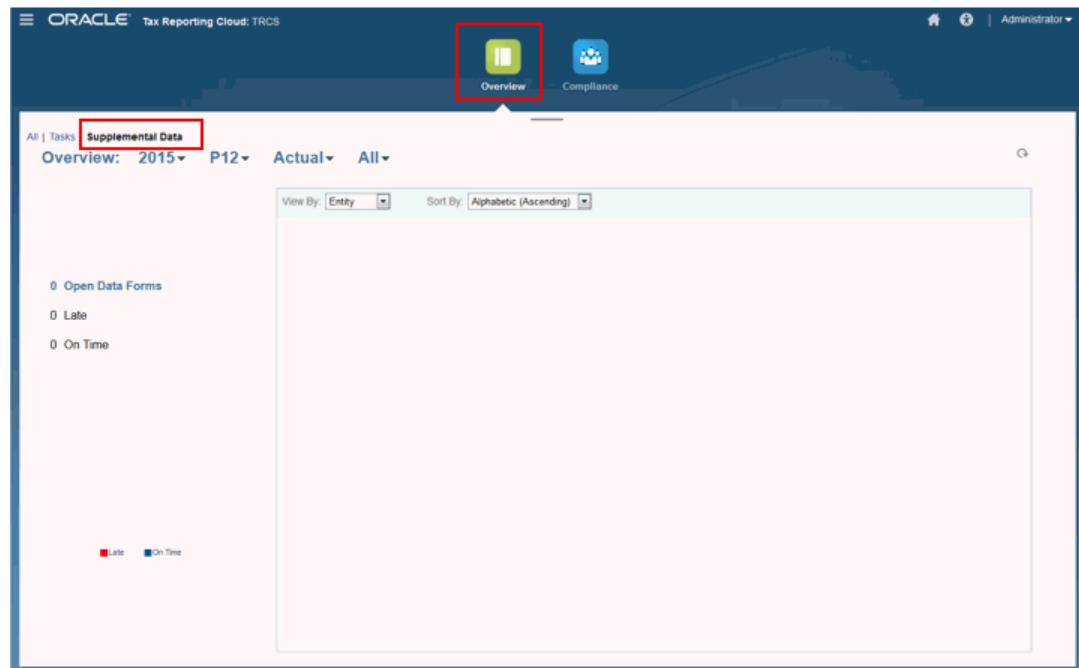 ORACLE Tax Reporting Cloud: TRCS Administrator
Overview Compliance
All | Tasks Supplemental Data
Overview: 2015 P12 Actual All
View By: Entity Sort By: Alphabetic (Ascending)
0 Open Data Forms
0 Late
0 On Time
Late On Time